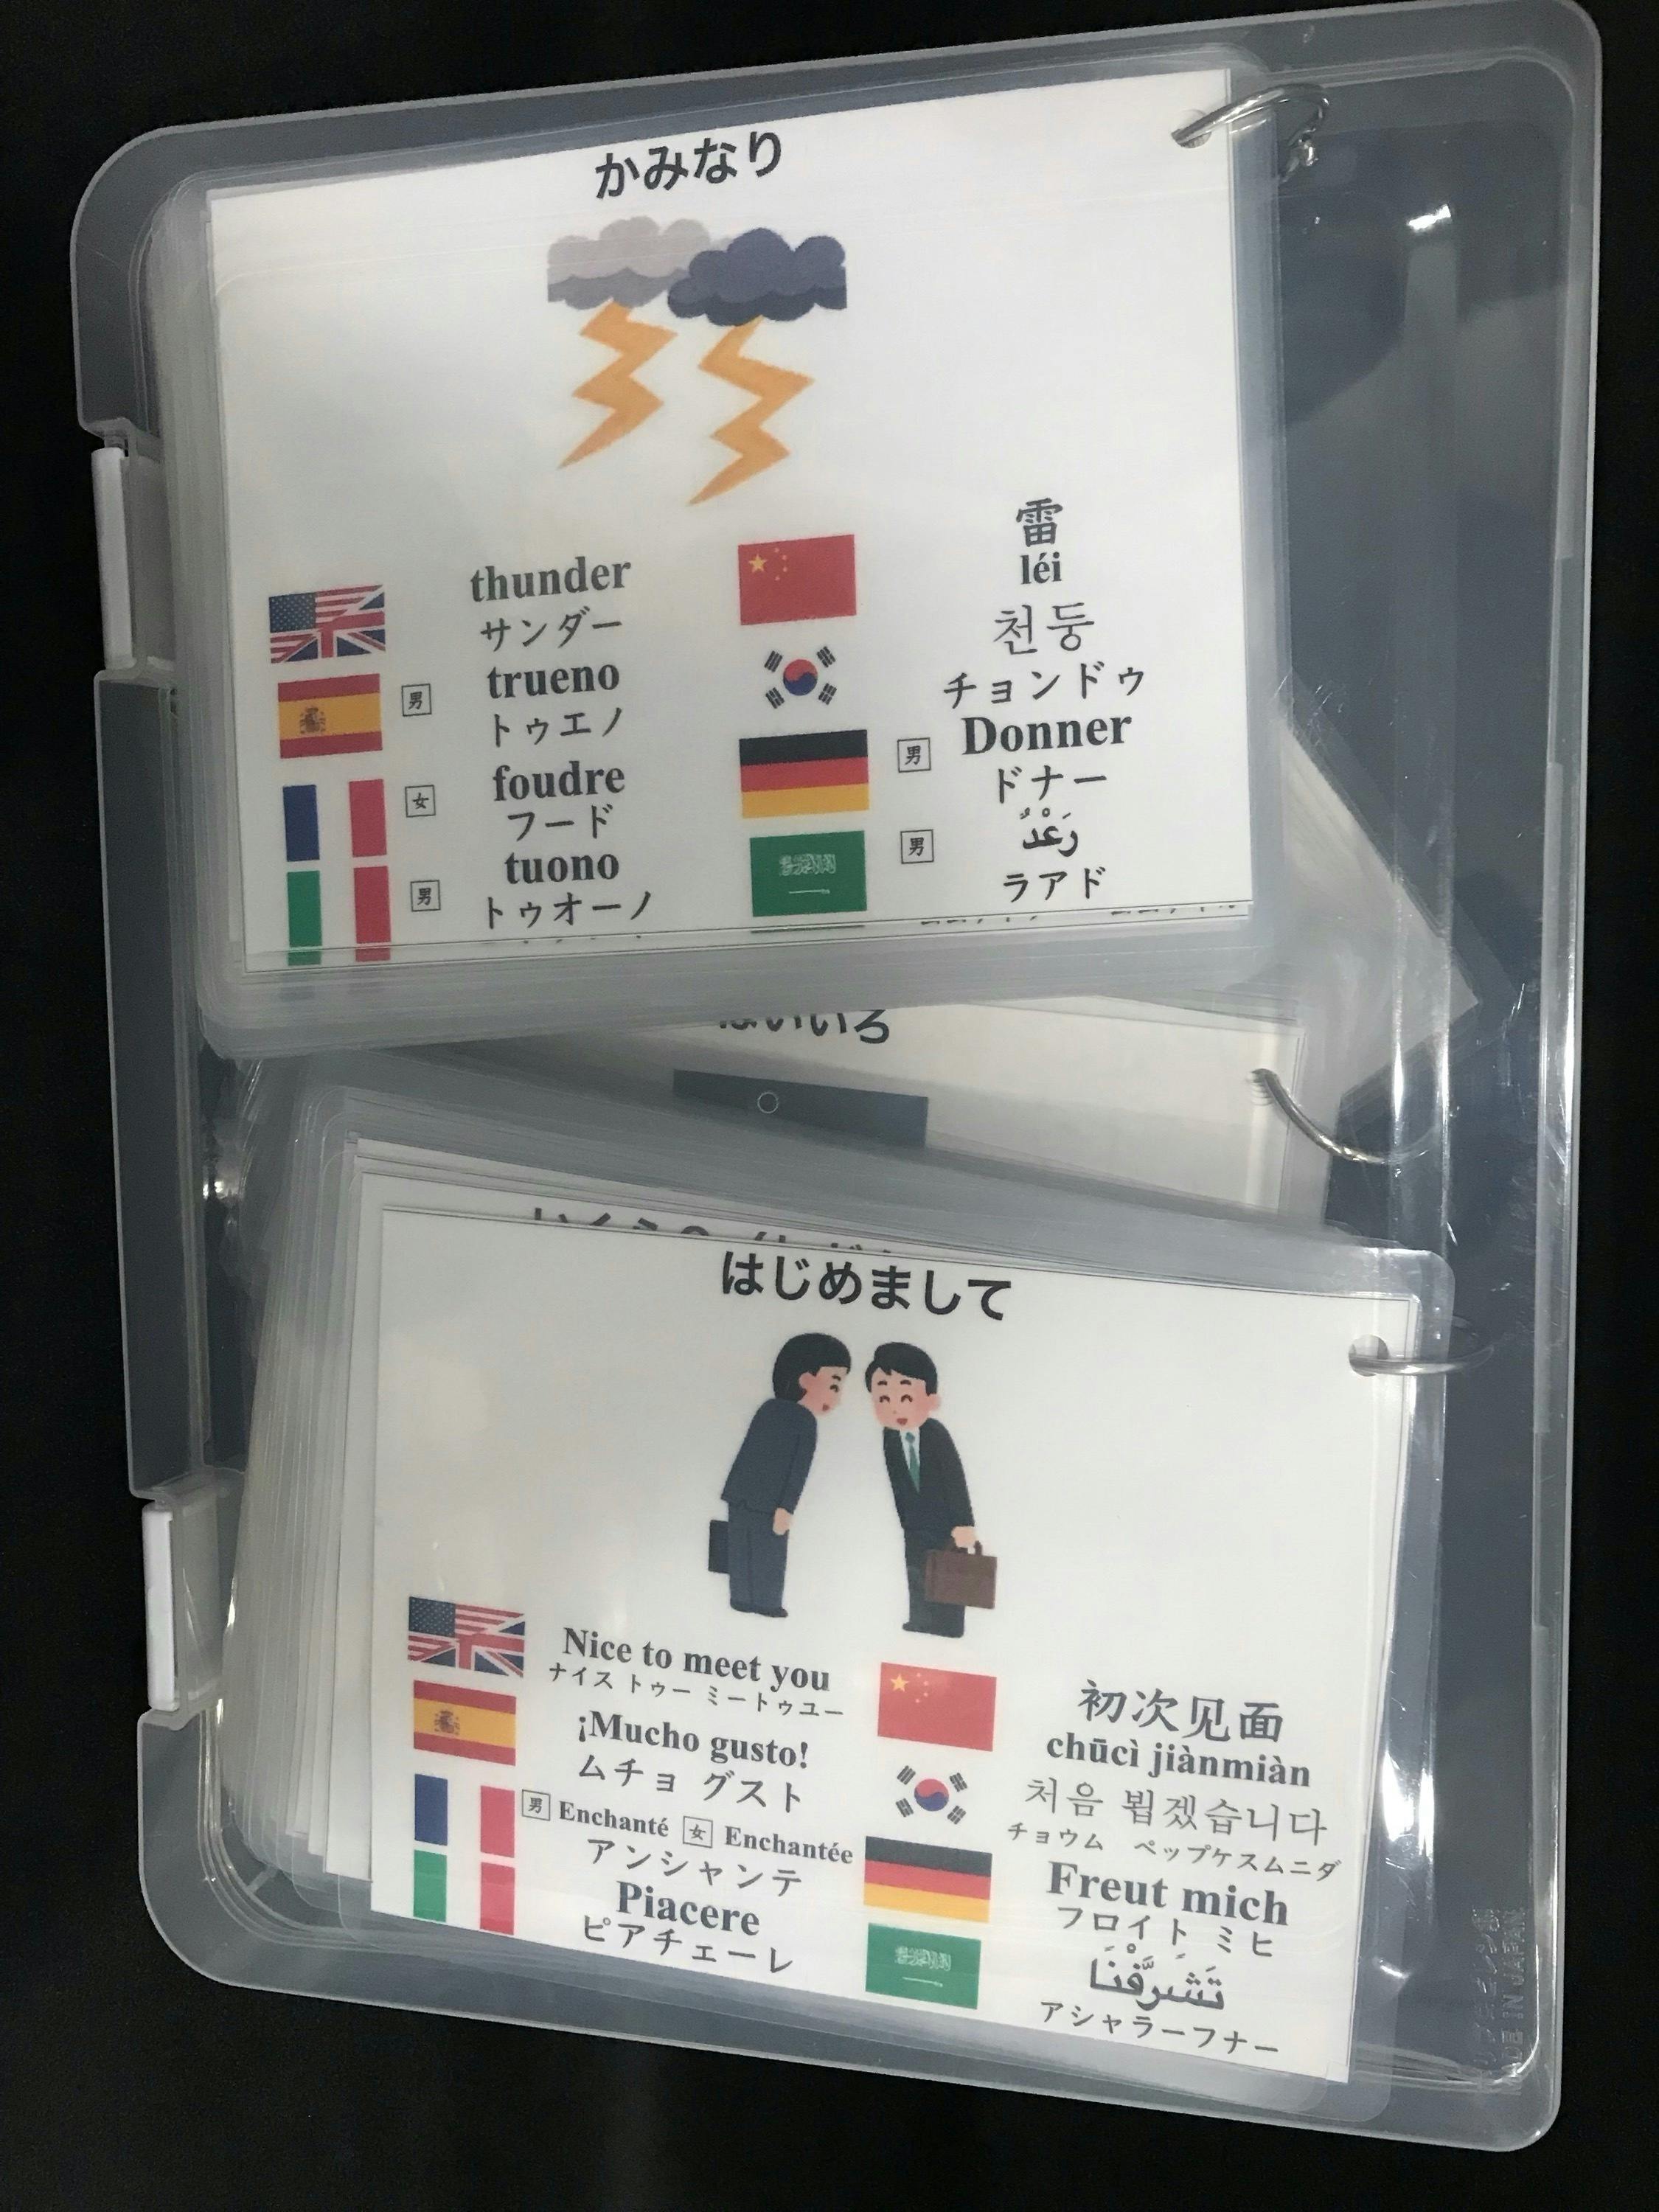 かみなり
thunder
サンダー
男
trueno
トゥエノ
女
foudre
フード
男
tuono
トゥオーノ
雷
léi
천둥
チョンドゥ
男
Donner
ドナー
男
رَعْدٌ
ラアド
はいいろ
はじめまして
Nice to meet you
ナイス トゥー ミートゥユー
¡Mucho gusto!
ムチョ グスト
男 Enchanté 女 Enchantée
アンシャンテ
Piacere
ピアチェーレ
初次见面
chūcì jiànmiàn
처음 뵙겠습니다
チョウム ペップケスムニダ
Freut mich
フロイト ミヒ
تَشَرَّفْنَا
アシャラーフナー
MADE IN JAPAN